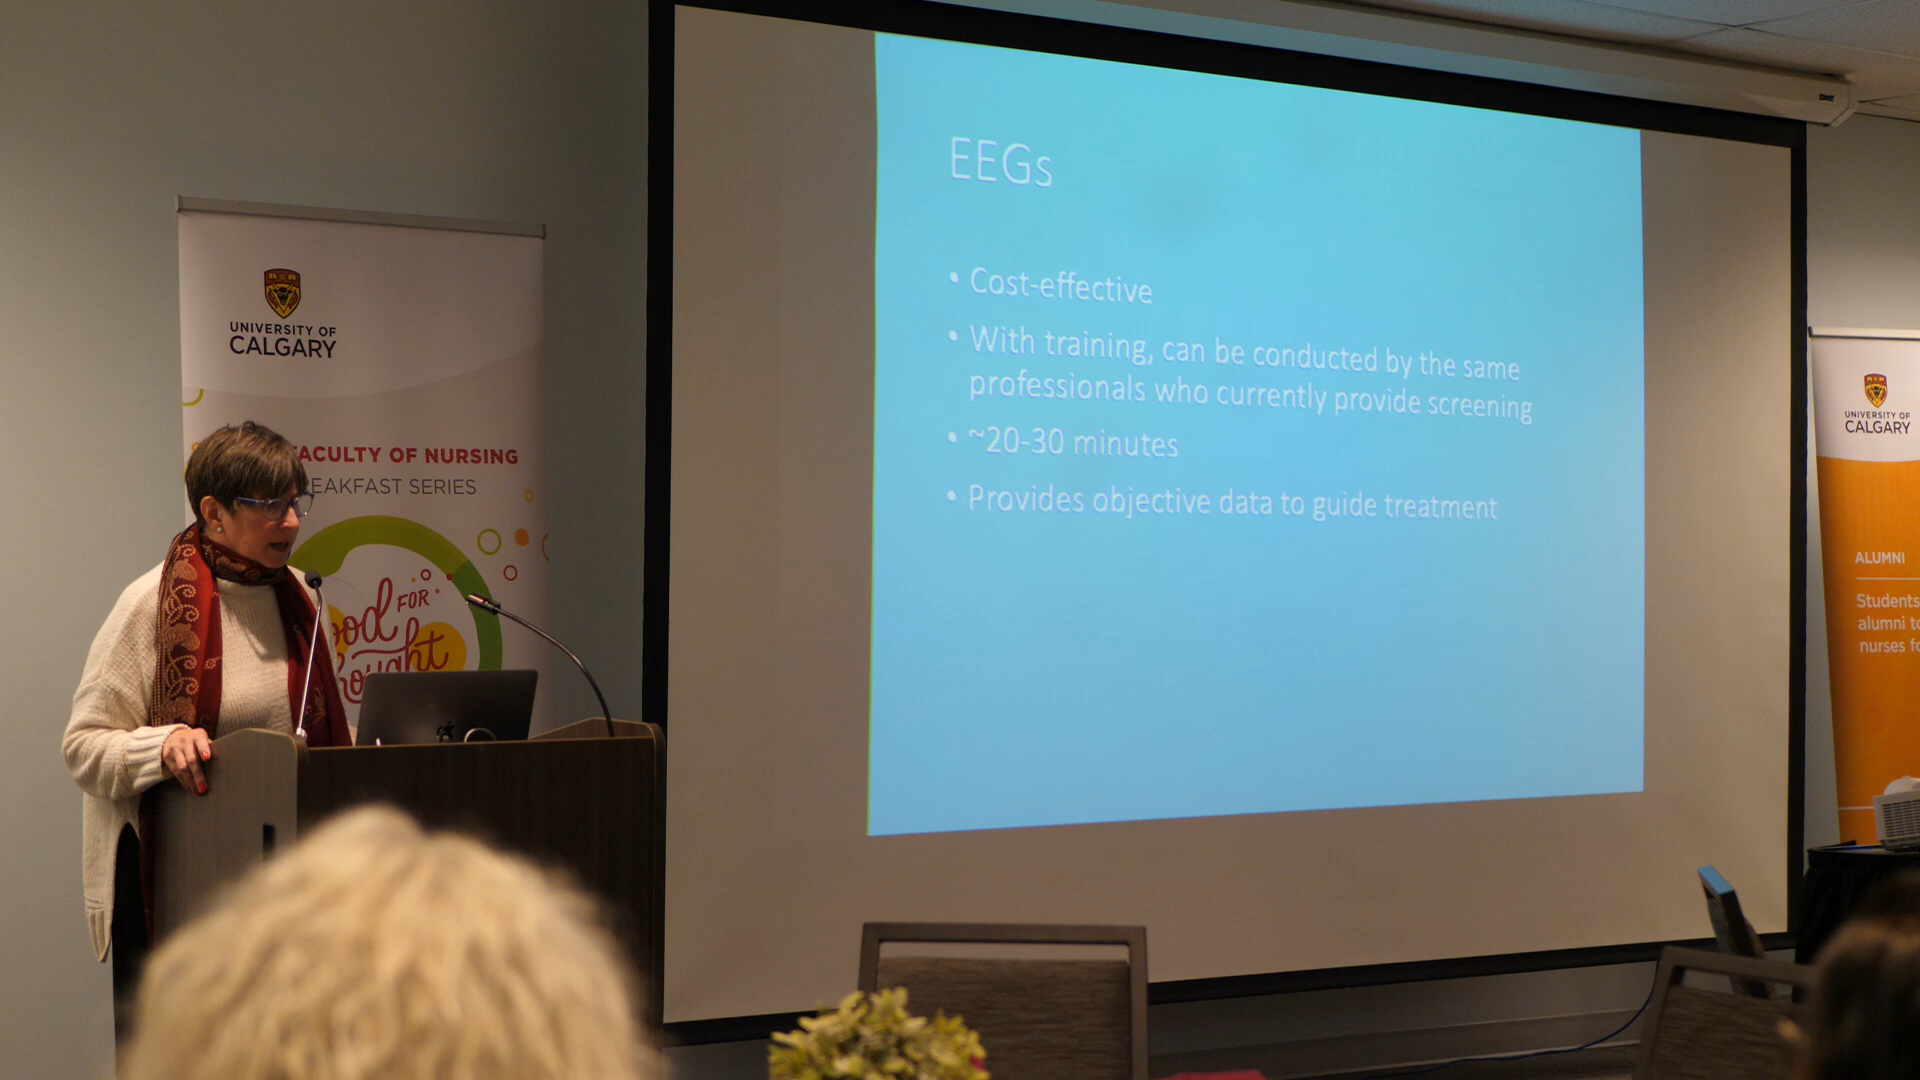 UNIVERSITY OF
CALGARY
FACULTY OF NURSING
BREAKFAST SERIES
FOR
EEGs
• Cost-effective
• With training, can be conducted by the same
professionals who currently provide screening
• ~20-30 minutes
• Provides objective data to guide treatment
UNIVERSITY OF
CALGARY
ALUMNI
Students
alumni
nurses